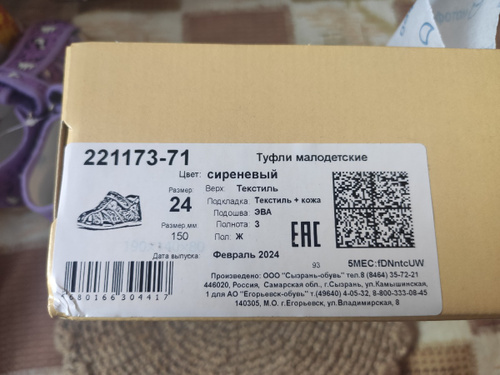 221173-71
Туфли малодетские
Цвет: сиреневый
Размер:
24
Размер,мм
150
Верх: Текстиль
Подкладка: Текстиль + кожа
Подошва: ЭВА
Полнота: 3
Пол: Ж
EAC
Дата выпуска: Февраль 2024
93
5MEC:fDNntcUW
680166304417
Произведено: ООО "Сызрань-обувь" тел.8 (8464) 35-72-21
446020, Россия, Самарская обл., г.Сызрань, ул.Камышинская,
1 для АО "Егорьевск-обувь" т.(49640) 4-05-32, 8-800-333-08-45
140305, М.О. г.Егорьевск, ул.Владимирская, 8